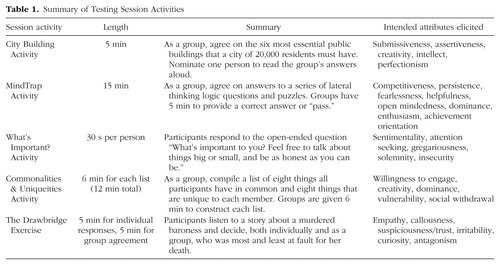 Table 1. Summary of Testing Session Activities
Session activity Length Summary Intended attributes elicited
City Building Activity
5 min
As a group, agree on the six most essential public
buildings that a city of 20,000 residents must have.
Nominate one person to read the group's answers
aloud.
Submissiveness, assertiveness,
creativity, intellect,
perfectionism
MindTrap
Activity
15 min
As a group, agree on answers to a series of lateral
thinking logic questions and puzzles. Groups have
5 min to provide a correct answer or “pass.”
Competitiveness, persistence,
fearlessness, helpfulness,
open mindedness, dominance,
enthusiasm, achievement
orientation
What's
Important?
Activity
30 s per person
Participants respond to the open-ended question
“What's important to you? Feel free to talk about
things big or small, and be as honest as you
can.”
Sentimentality, attention
seeking, gregariousness,
solemnity, insecurity
Commonalities
& Uniqueities
Activity
6 min for each list
(12 min total)
As a group, compile a list of eight things all
participants have in common and eight things that
are unique to each member. Groups are given 6
min to construct each list.
Willingness to engage,
creativity, dominance,
vulnerability, social withdrawal
The Drawbridge
Exercise
5 min for individual
responses, 5 min for
group agreement
Participants listen to a story about a murdered
baroness and decide, both individually and as a
group, who was most and least at fault for her
death.
Empathy, callousness,
suspiciousness/trust, irritability,
curiosity, antagonism